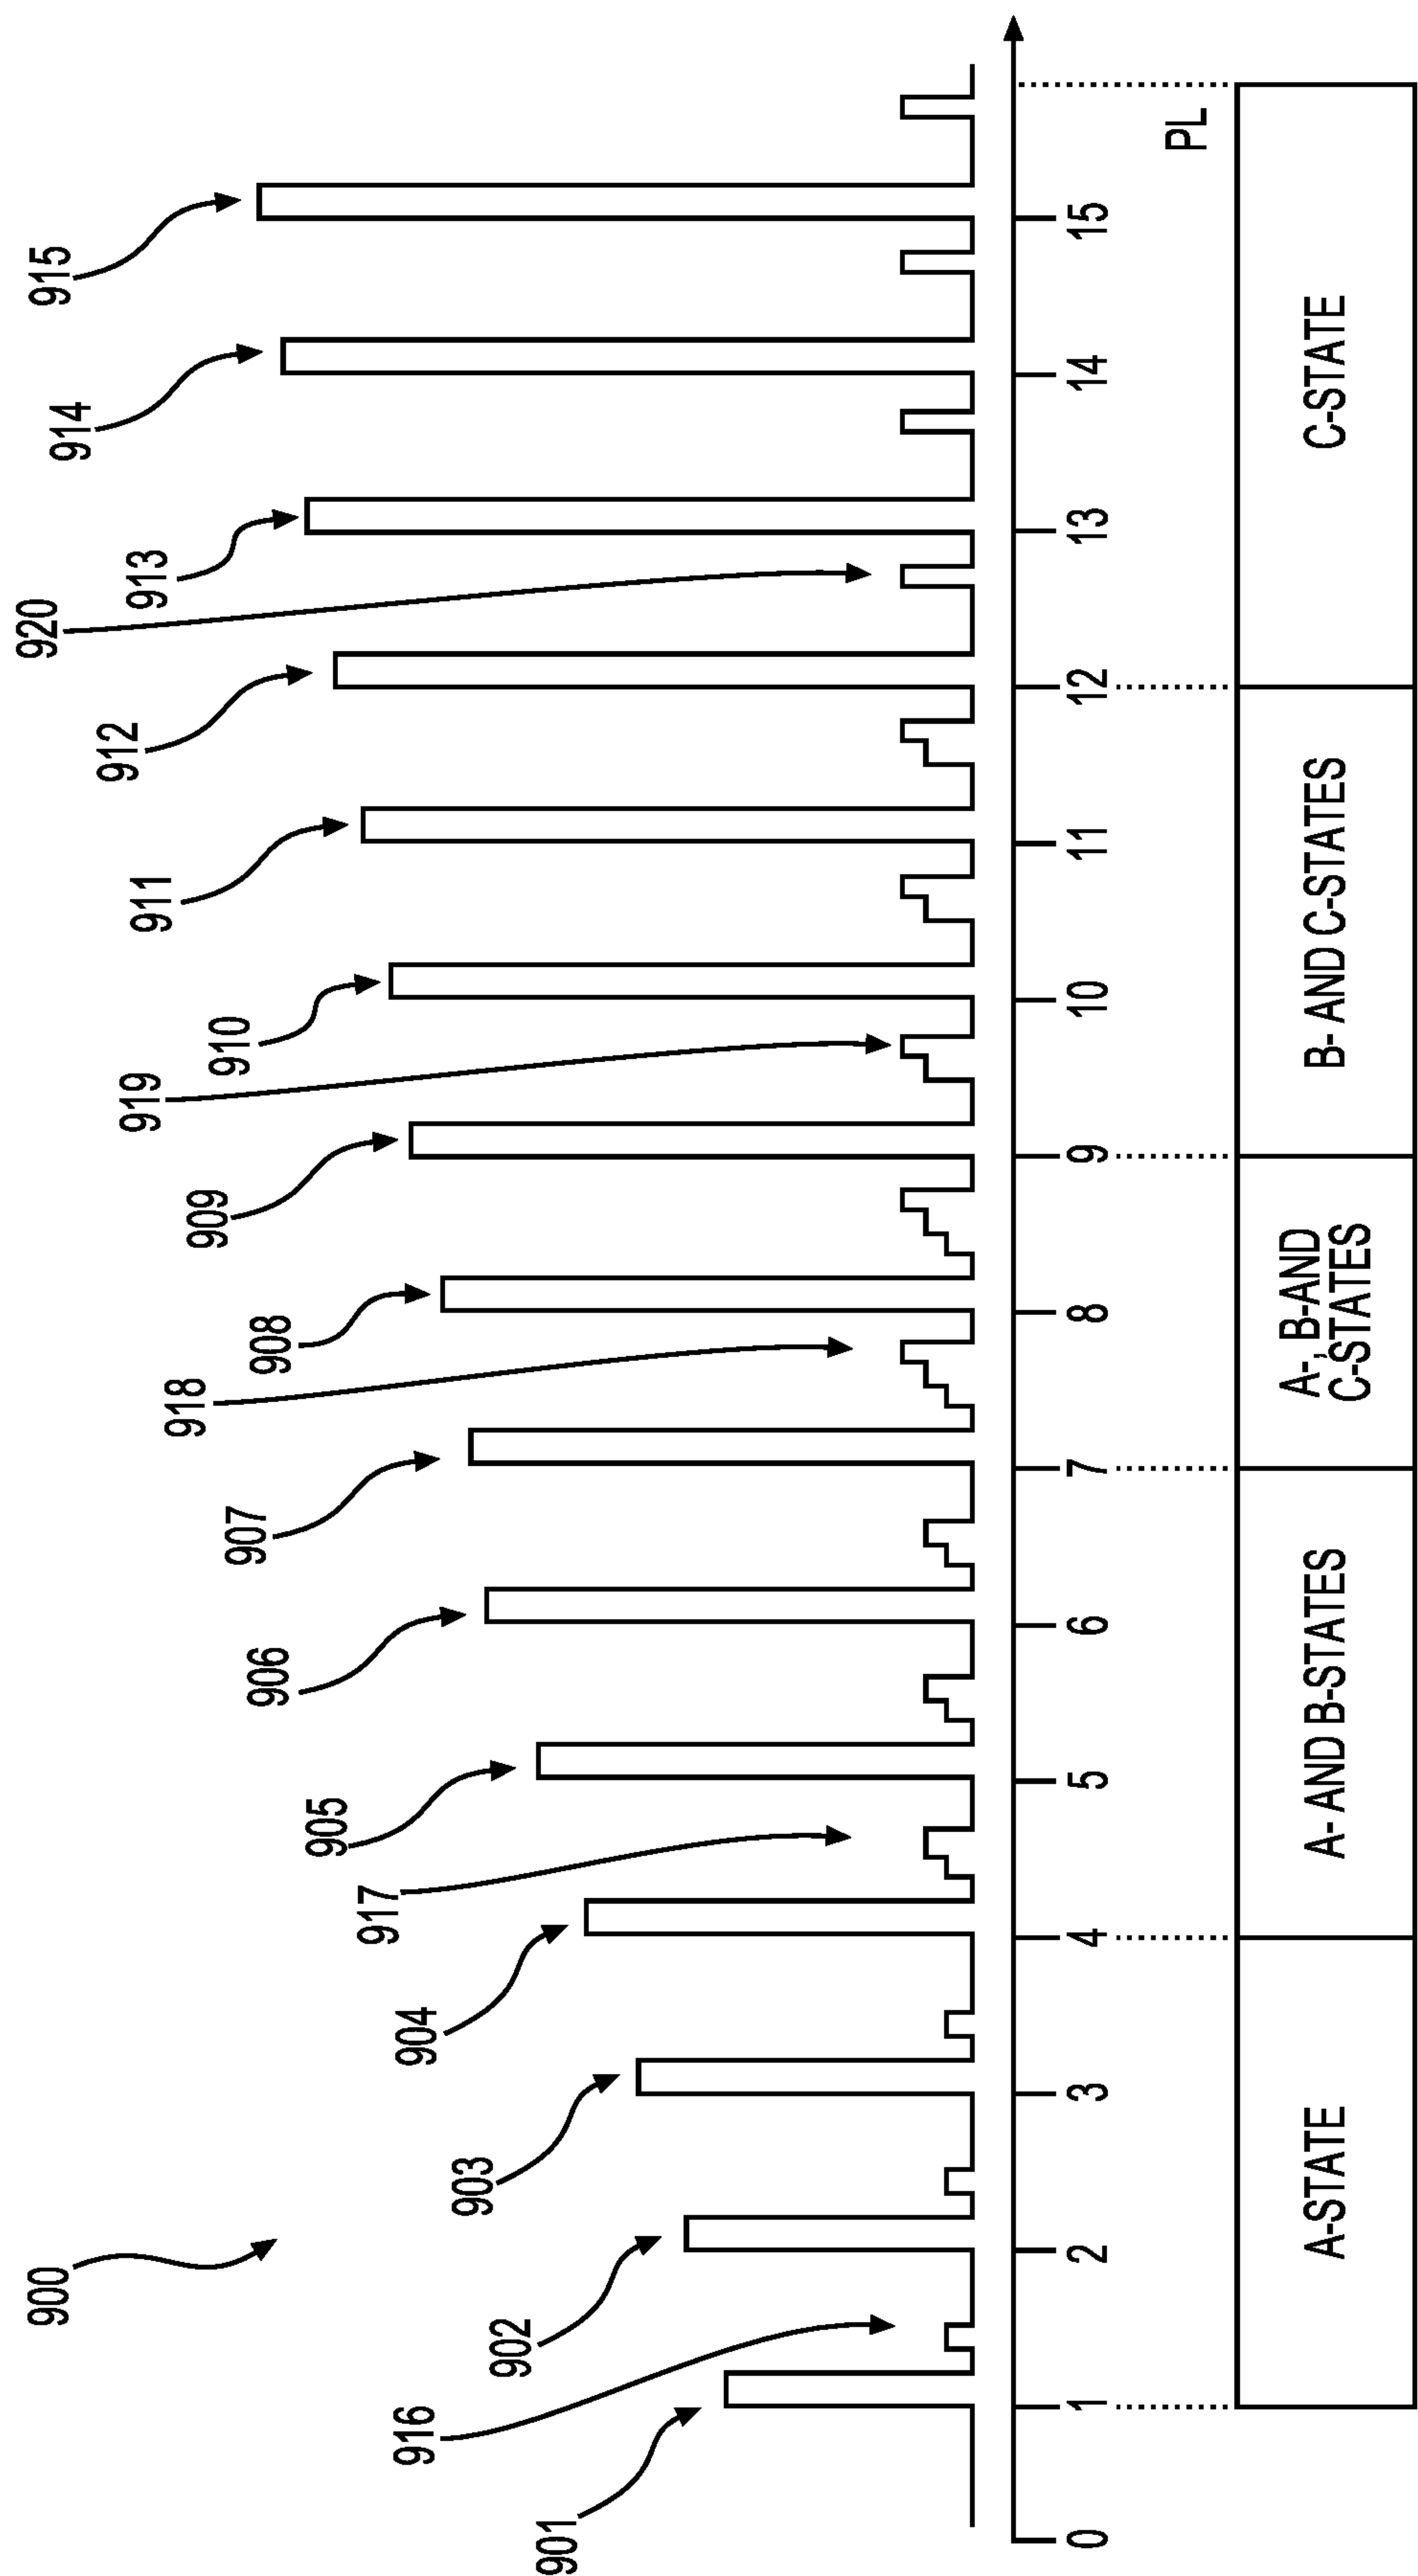 900
901
902
903
904
905
906
907
908
909
910
911
912
913
914
915
916
917
918
919
920
0 1 2 3 4 5 6 7 8 9 10 11 12 13 14 15
PL
A-STATE
A- AND B-STATES
A-, B-AND
C-STATES
B- AND C-STATES
C-STATE